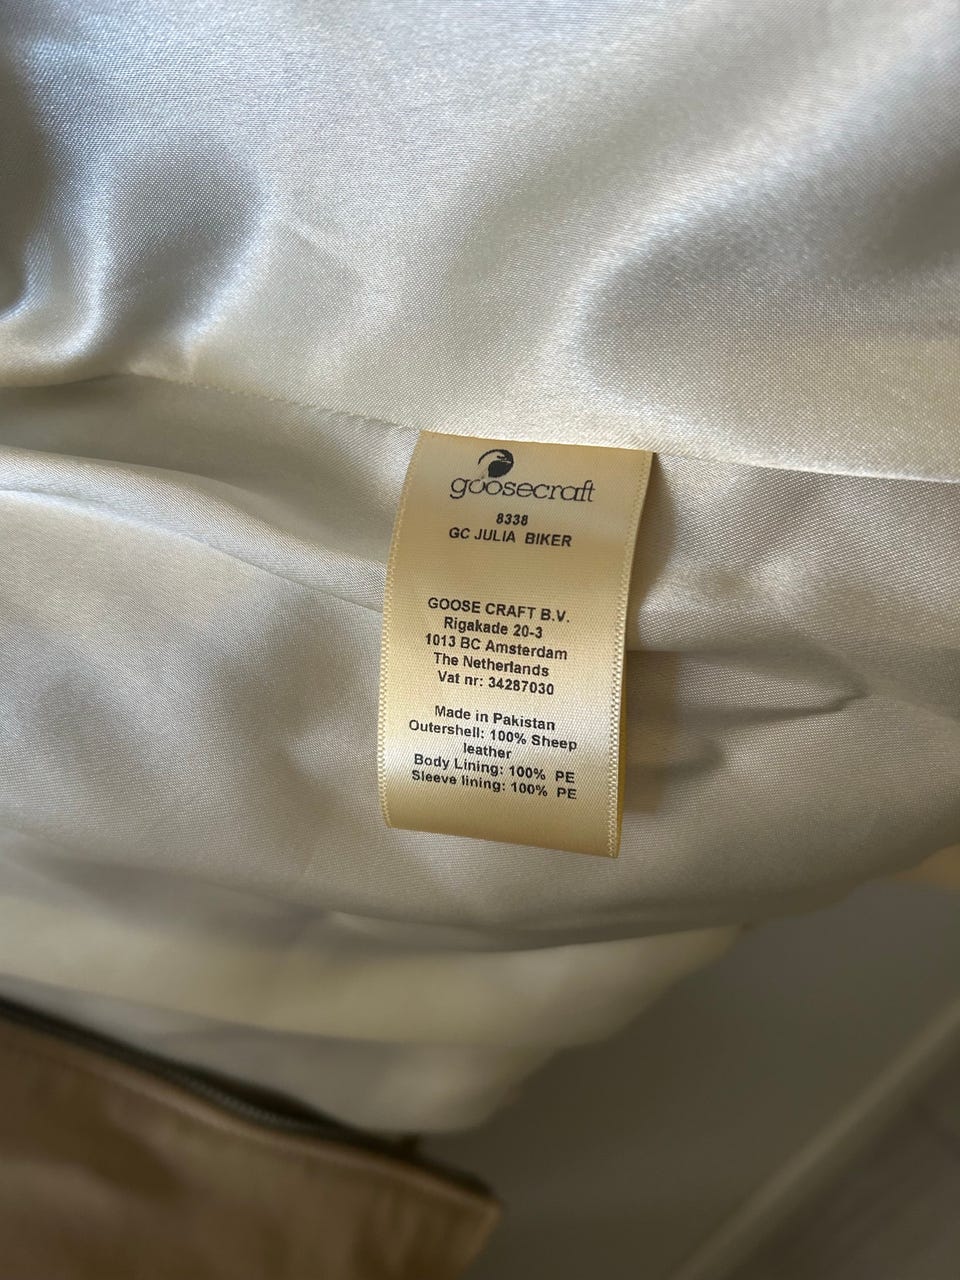 goosecraft
8338
GC JULIA BIKER
GOOSE CRAFT B.V.
Rigakade 20-3
1013 BC Amsterdam
The Netherlands
Vat nr: 34287030
Made in Pakistan
Outershell: 100% Sheep
leather
Body Lining: 100% PE
Sleeve lining: 100% PE